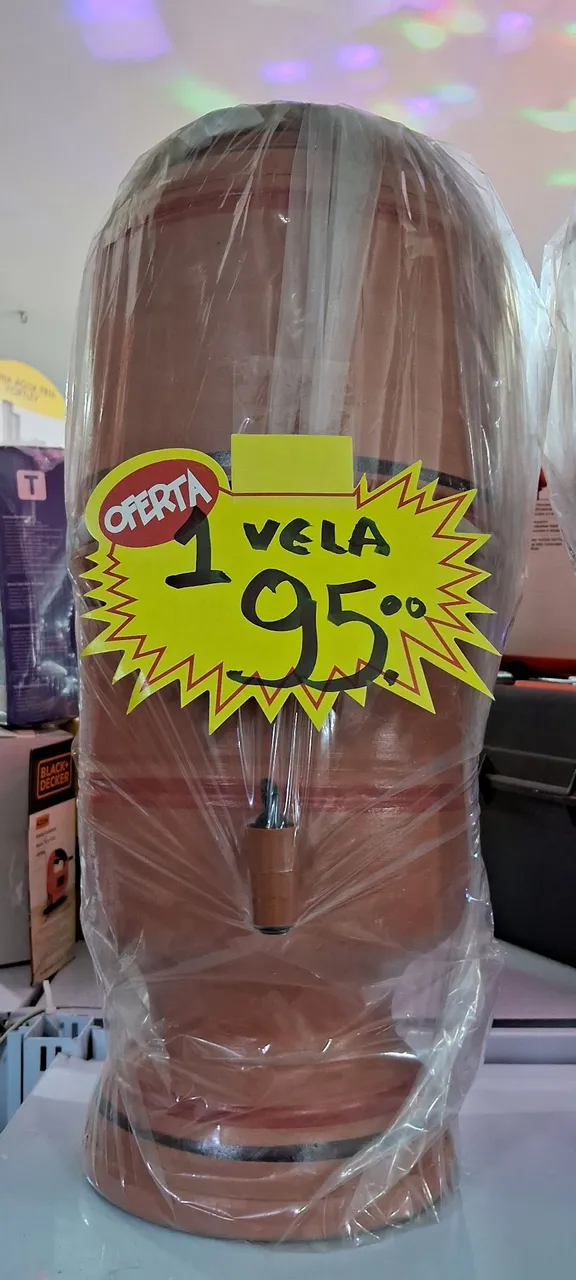 OFERTA
1 VELA
95.00
T
BLACK+
DECKER